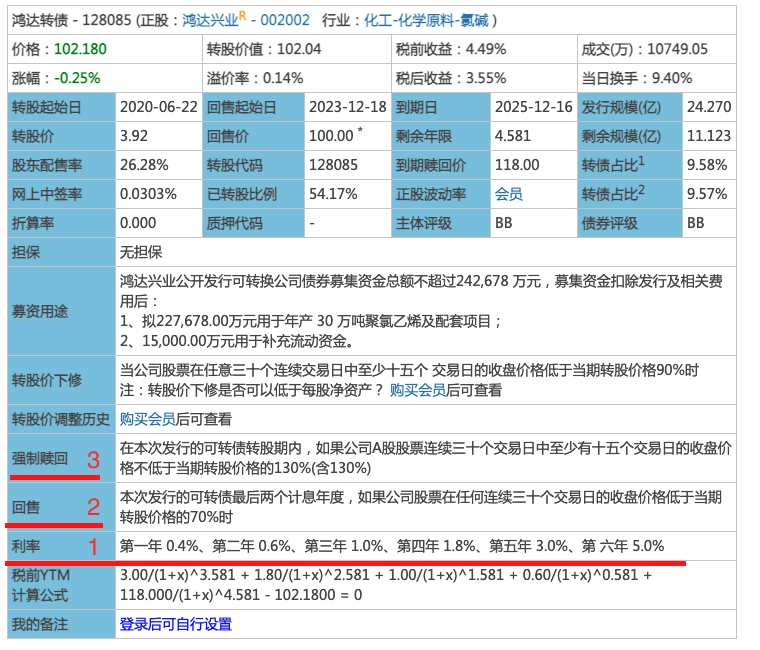 鸿达转债 - 128085 (正股：鸿达兴业R - 002002 行业：化工-化学原料-氯碱 )
价格：102.180 转股价值：102.04 税前收益：4.49% 成交(万)：10749.05
涨幅：-0.25% 溢价率：0.14% 税后收益：3.55% 当日换手：9.40%
转股起始日 2020-06-22 回售起始日 2023-12-18 到期日 2025-12-16 发行规模(亿) 24.270
转股价 3.92 回售价 100.00 * 剩余年限 4.581 剩余规模(亿) 11.123
股东配售率 26.28% 转股代码 128085 到期赎回价 118.00 转债占比1 9.58%
网上中签率 0.0303% 已转股比例 54.17% 正股波动率 会员 转债占比2 9.57%
折算率 0.000 质押代码 - 主体评级 BB 债券评级 BB
担保 无担保
募资用途 鸿达兴业公开发行可转换公司债券募集资金总额不超过242,678 万元，募集资金扣除发行及相关费
用后：
1、拟227,678.00万元用于年产 30 万吨聚氯乙烯及配套项目；
2、15,000.00万元用于补充流动资金。
转股价下修 当公司股票在任意三十个连续交易日中至少十五个 交易日的收盘价格低于当期转股价格90%时
注：转股价下修是否可以低于每股净资产？ 购买会员后可查看
转股价调整历史 购买会员后可查看
强制赎回 3 在本次发行的可转债转股期内，如果公司A股股票连续三十个交易日中至少有十五个交易日的收盘价
格不低于当期转股价格的130%(含130%)
回售 2 本次发行的可转债最后两个计息年度，如果公司股票在任何连续三十个交易日的收盘价格低于当期
转股价格的70%时
利率 1 第一年 0.4%、第二年 0.6%、第三年 1.0%、第四年 1.8%、第五年 3.0%、第 六年 5.0%
税前YTM 3.00/(1+x)^3.581 + 1.80/(1+x)^2.581 + 1.00/(1+x)^1.581 + 0.60/(1+x)^0.581 +
计算公式 118.000/(1+x)^4.581 - 102.1800 = 0
我的备注 登录后可自行设置